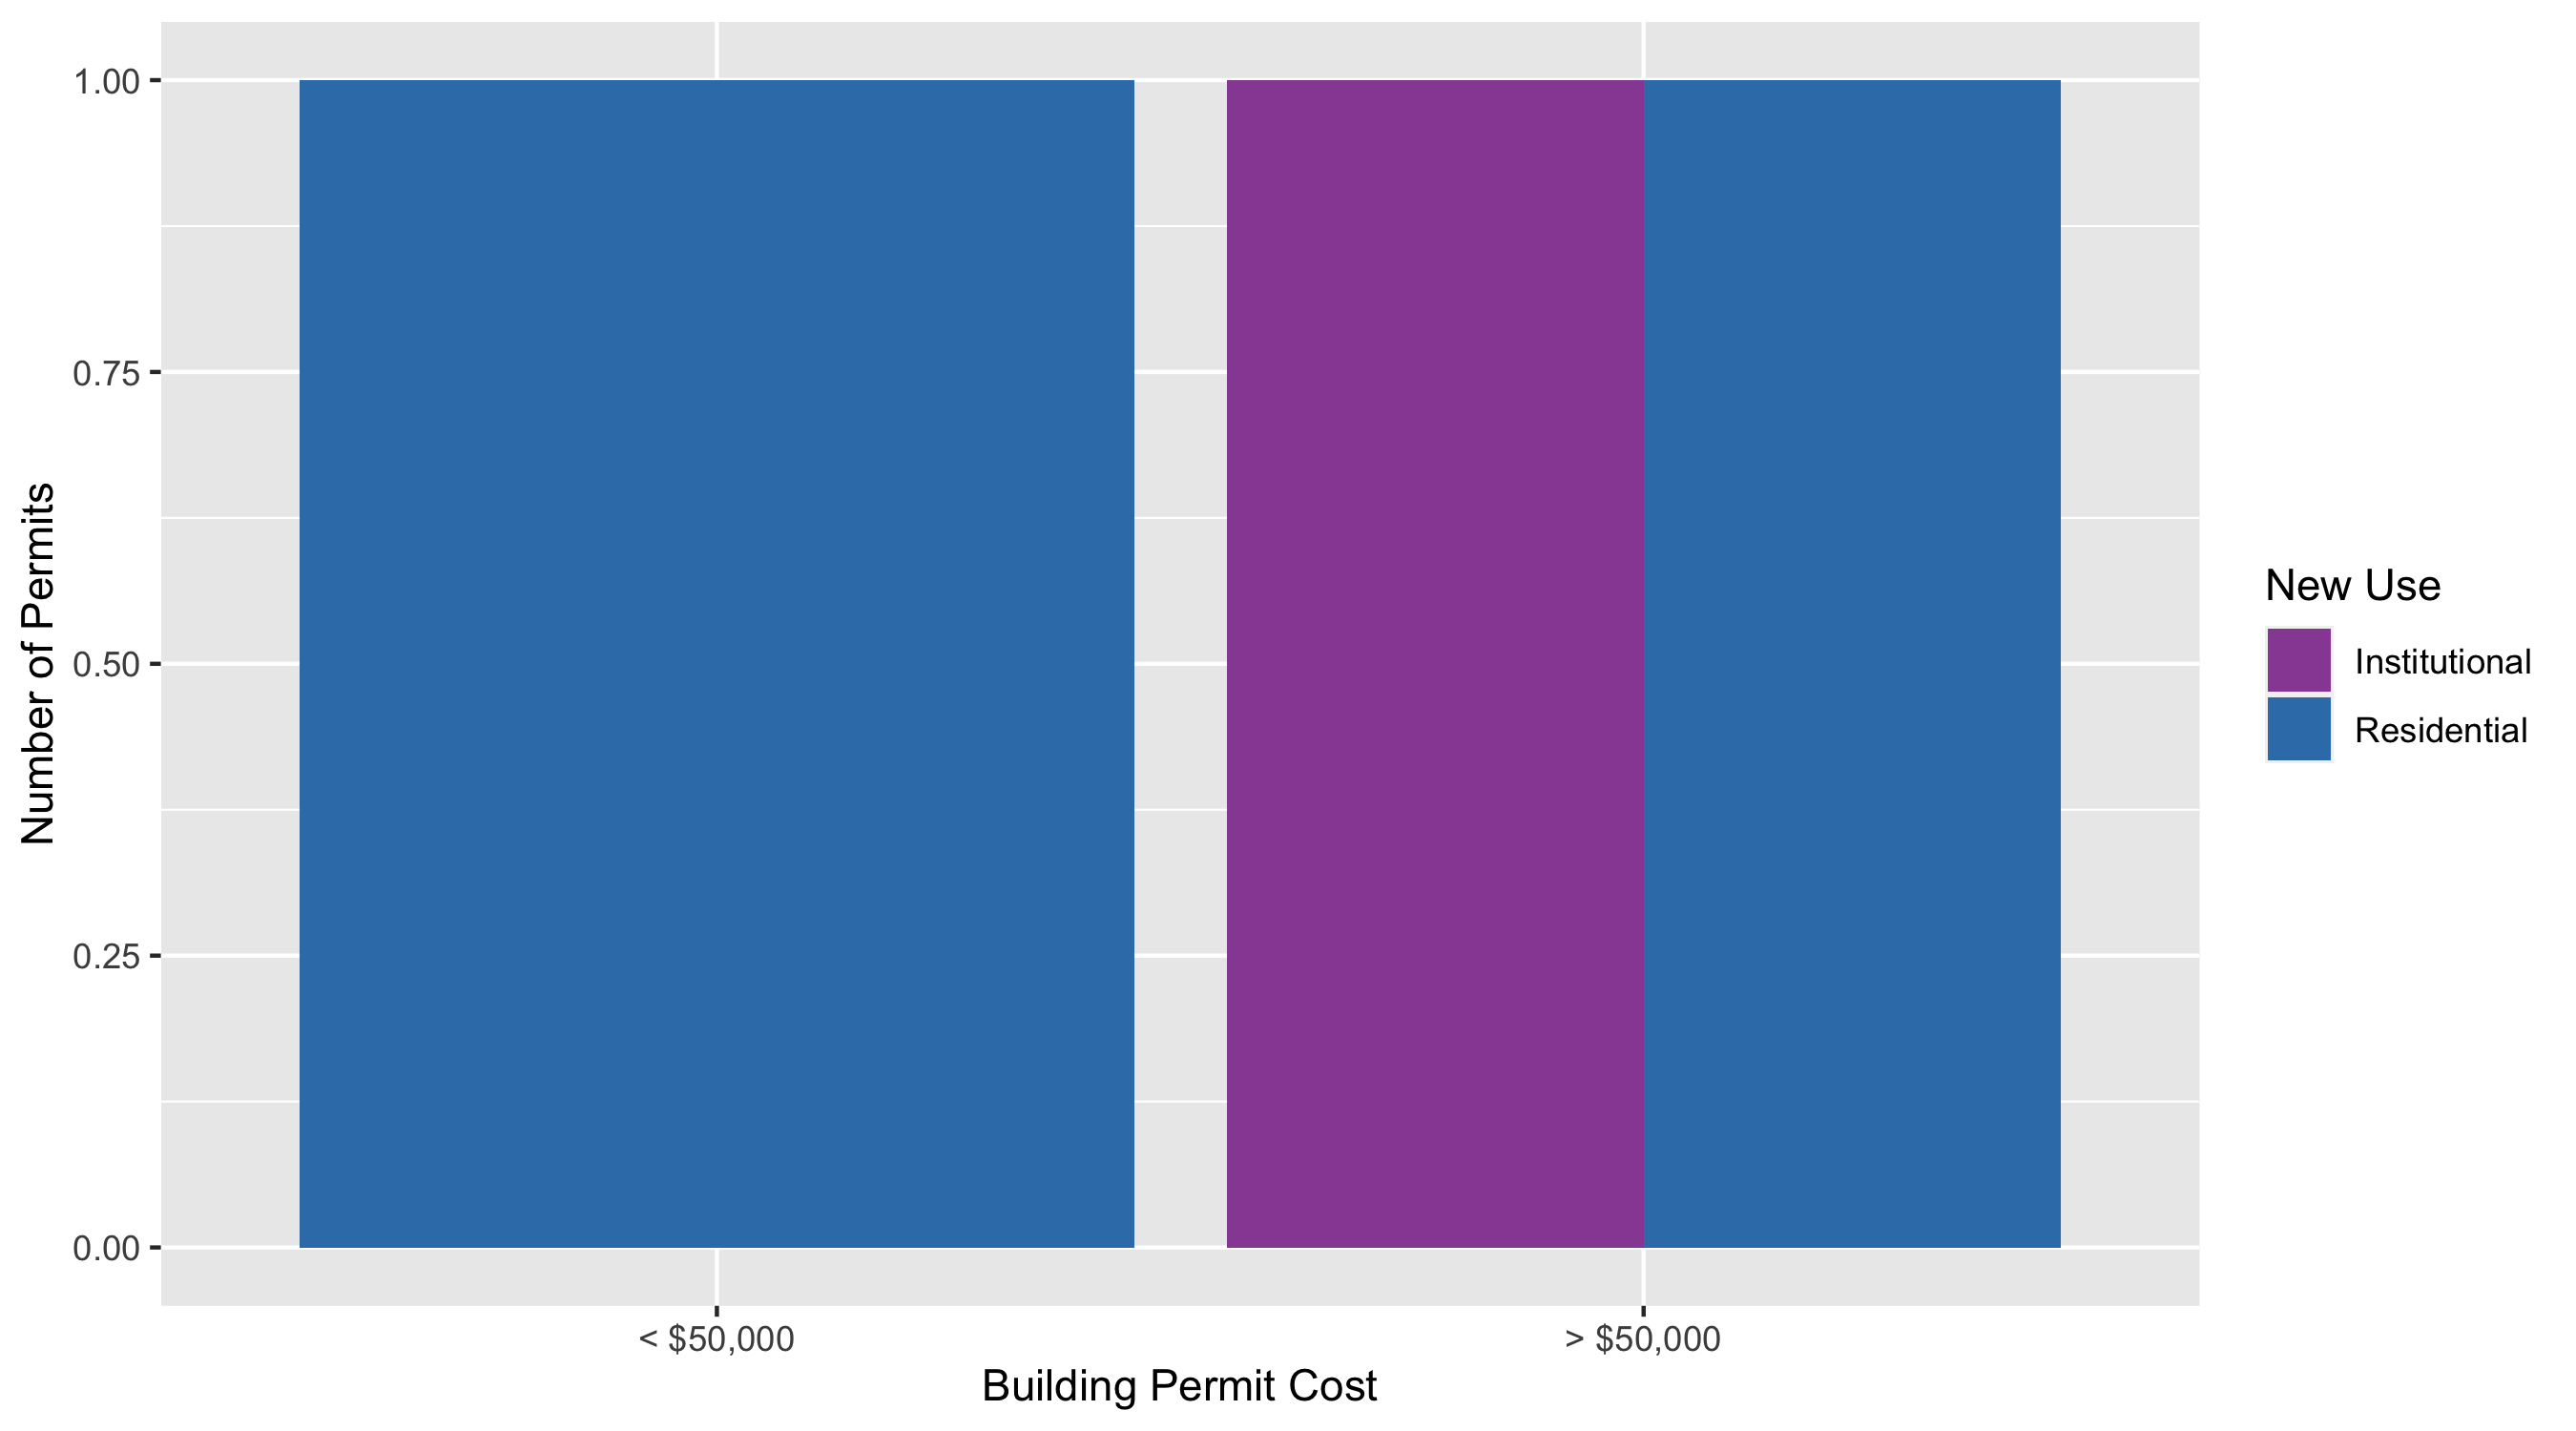 1.00
0.75
0.50
0.25
0.00
Number of Permits
< $50,000
> $50,000
Building Permit Cost
New Use
Institutional
Residential